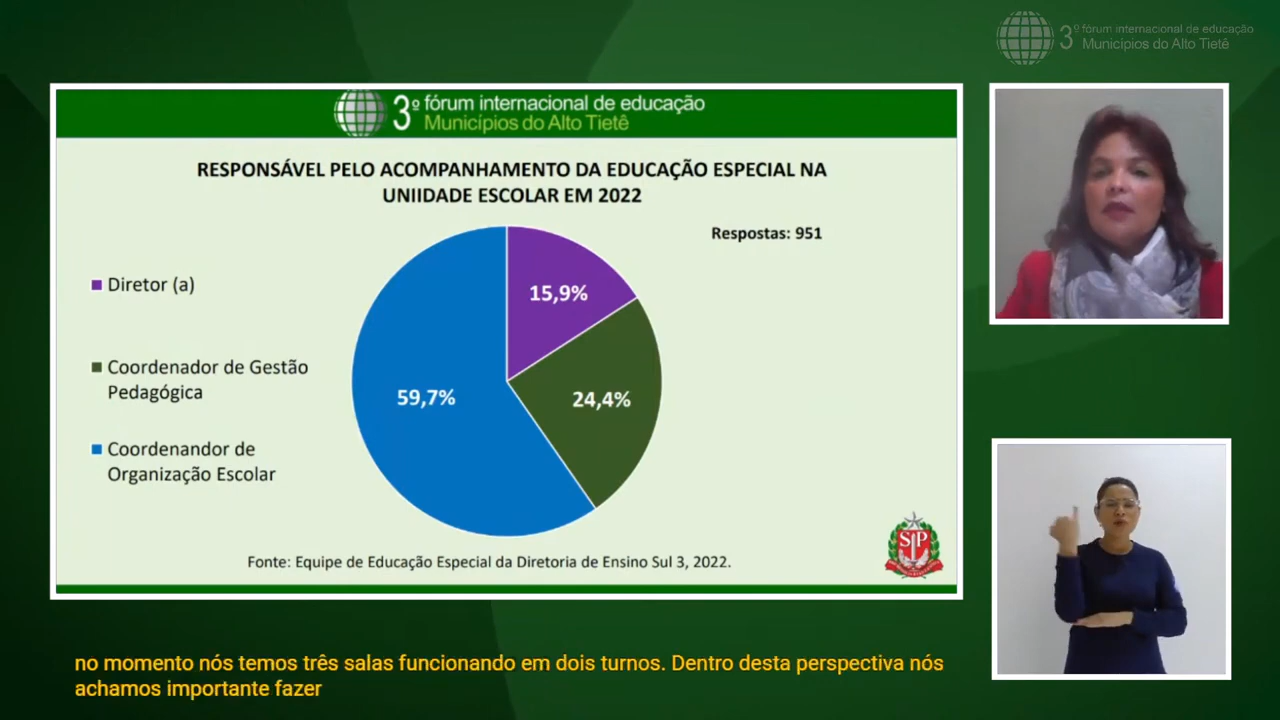 3º fórum internacional de educação
Municípios do Alto Tietê
3º fórum internacional de educação
Municípios do Alto Tietê
RESPONSÁVEL PELO ACOMPANHAMENTO DA EDUCAÇÃO ESPECIAL NA
UNIIDADE ESCOLAR EM 2022
Respostas: 951
Diretor (a)
Coordenador de Gestão
Pedagógica
Coordenandor de
Organização Escolar
15,9%
24,4%
59,7%
SP
Fonte: Equipe de Educação Especial da Diretoria de Ensino Sul 3, 2022.
no momento nós temos três salas funcionando em dois turnos. Dentro desta perspectiva nós
achamos importante fazer